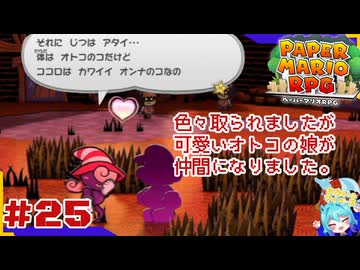 それに じつは アタイ…
体は オトコのコだけど
ココロは カワイイ オンナのコなの
PAPER
MARIO
RPG
ペーパーマリオRPG
色々取られましたが
可愛いオトコの娘が
仲間になりました。
#25